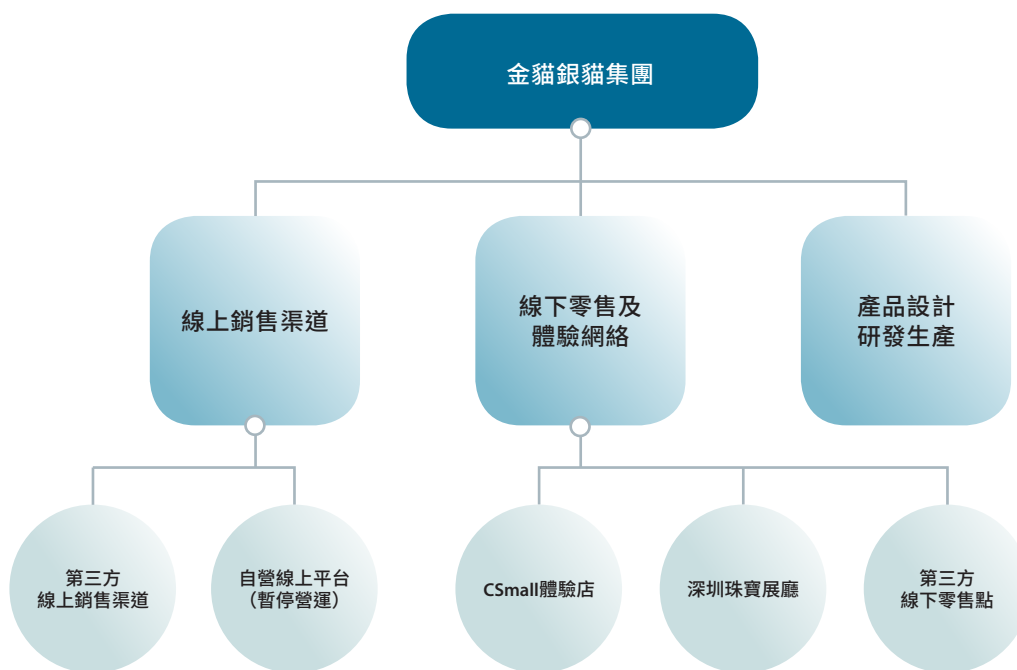 金貓銀貓集團
線上銷售渠道
線下零售及
體驗網絡
產品設計
研發生產
第三方
線上銷售渠道
自營線上平台
（暫停營運）
CSmall體驗店
深圳珠寶展廳
第三方
線下零售點